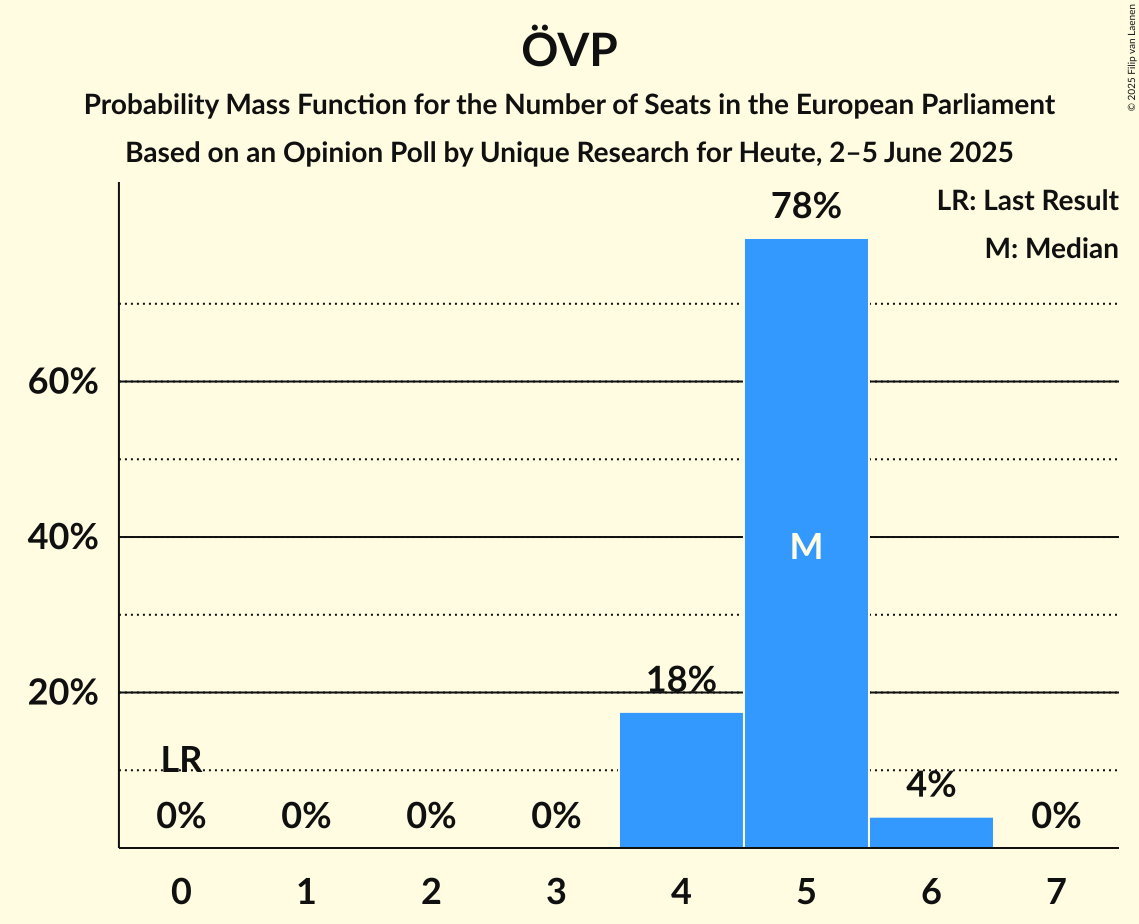 ÖVP
Probability Mass Function for the Number of Seats in the European Parliament
Based on an Opinion Poll by Unique Research for Heute, 2–5 June 2025
© 2025 Filip van Laenen
LR: Last Result
M: Median
78%
60%
40%
M
20%
18%
LR
4%
0%
0%
0%
0%
0%
0 1 2 3 4 5 6 7